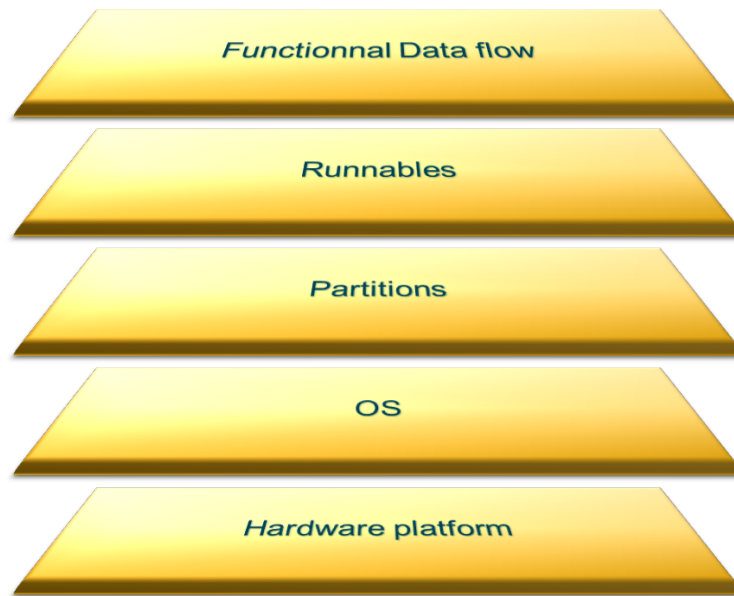 Functionnal Data flow
Runnables
Partitions
OS
Hardware platform